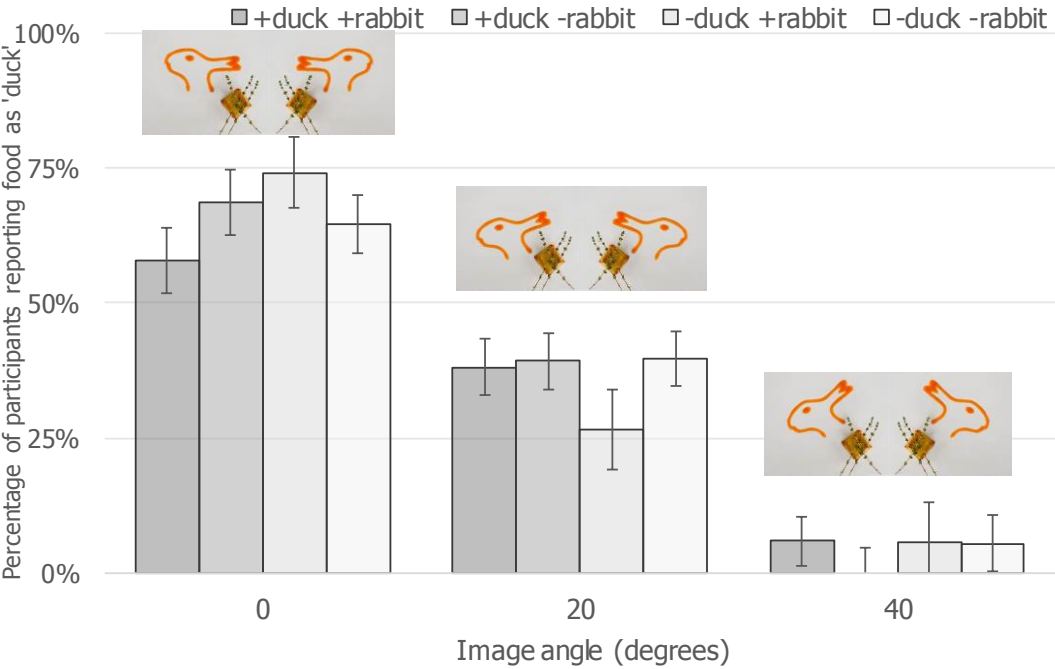 +duck +rabbit +duck -rabbit -duck +rabbit -duck -rabbit
Percentage of participants reporting food as 'duck'
100%
75%
50%
25%
0%
0 20 40
Image angle (degrees)